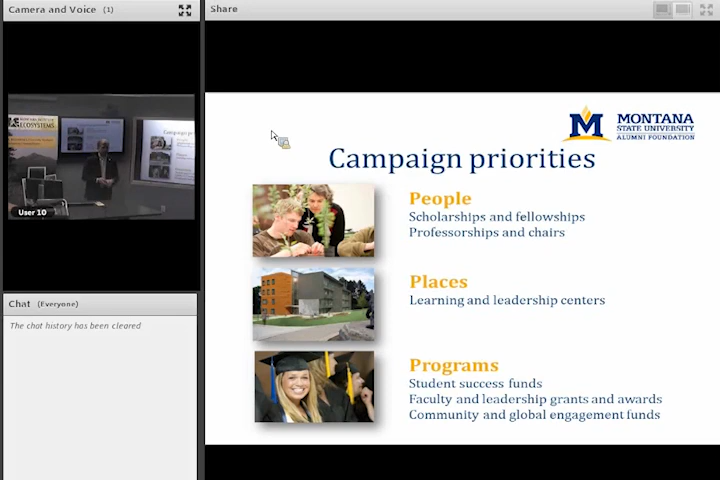 Camera and Voice (1)
Share
ECOSYSTEMS
User 10
Chat (Everyone)
The chat history has been cleared
M MONTANA
STATE UNIVERSITY
ALUMNI FOUNDATION
Campaign priorities
People
Scholarships and fellowships
Professorships and chairs
Places
Learning and leadership centers
Programs
Student success funds
Faculty and leadership grants and awards
Community and global engagement funds